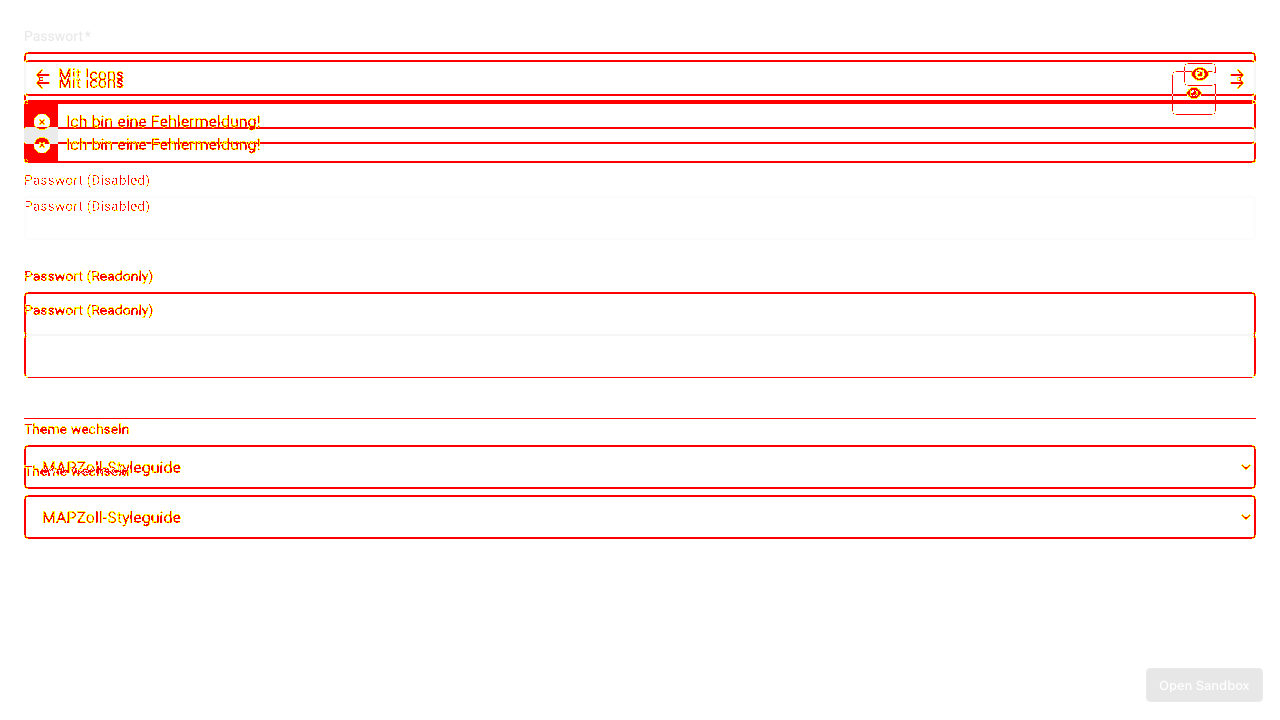 Passwort*
Mit Icons
Mit Icons
Ich bin eine Fehlermeldung!
Ich bin eine Fehlermeldung!
Passwort (Disabled)
Passwort (Disabled)
Passwort (Readonly)
Passwort (Readonly)
Theme wechseln
MAPZoll-Styleguide
Theme wechseln
MAPZoll-Styleguide
Open Sandbox